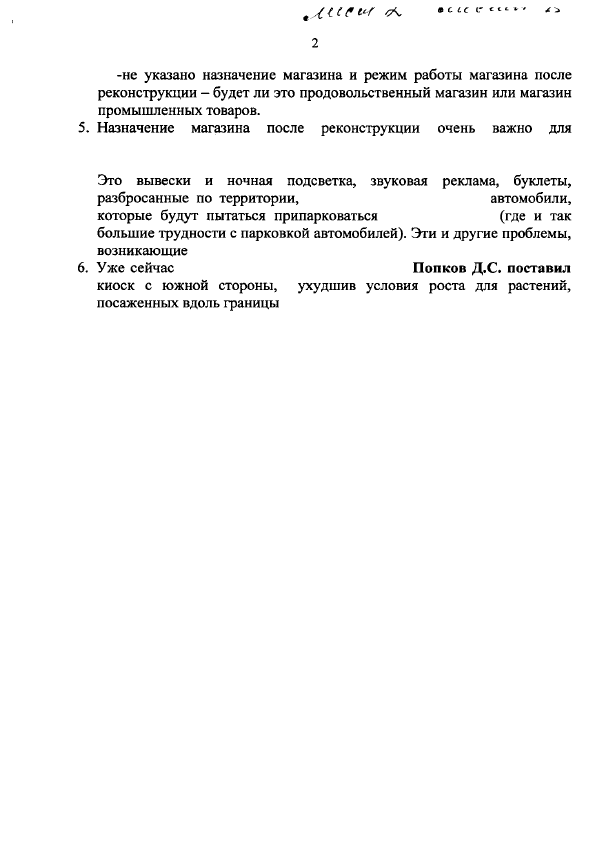 2
-не указано назначение магазина и режим работы магазина после
реконструкции – будет ли это продовольственный магазин или магазин
промышленных товаров.
5. Назначение магазина после реконструкции очень важно для
Это вывески и ночная подсветка, звуковая реклама, буклеты,
разбросанные по территории, автомобили,
которые будут пытаться припарковаться (где и так
большие трудности с парковкой автомобилей). Эти и другие проблемы,
возникающие
6. Уже сейчас Попков Д.С. поставил
киоск с южной стороны, ухудшив условия роста для растений,
посаженных вдоль границы